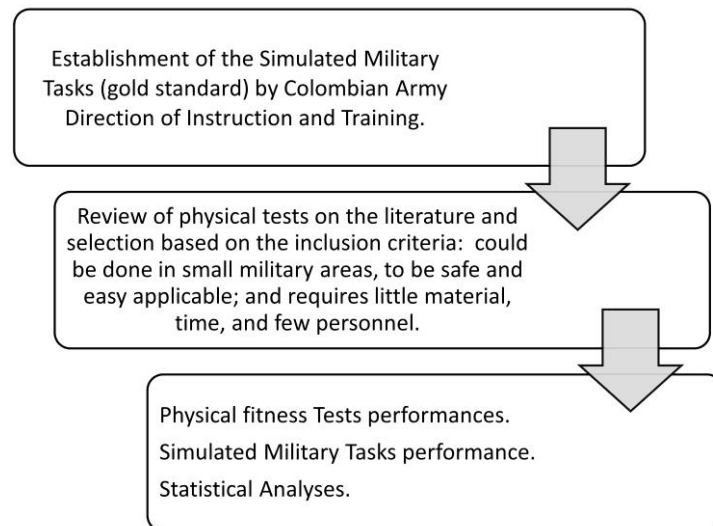 Establishment of the Simulated Military
Tasks (gold standard) by Colombian Army
Direction of Instruction and Training.
Review of physical tests on the literature and
selection based on the inclusion criteria: could
be done in small military areas, to be safe and
easy applicable; and requires little material,
time, and few personnel.
Physical fitness Tests performances.
Simulated Military Tasks performance.
Statistical Analyses.